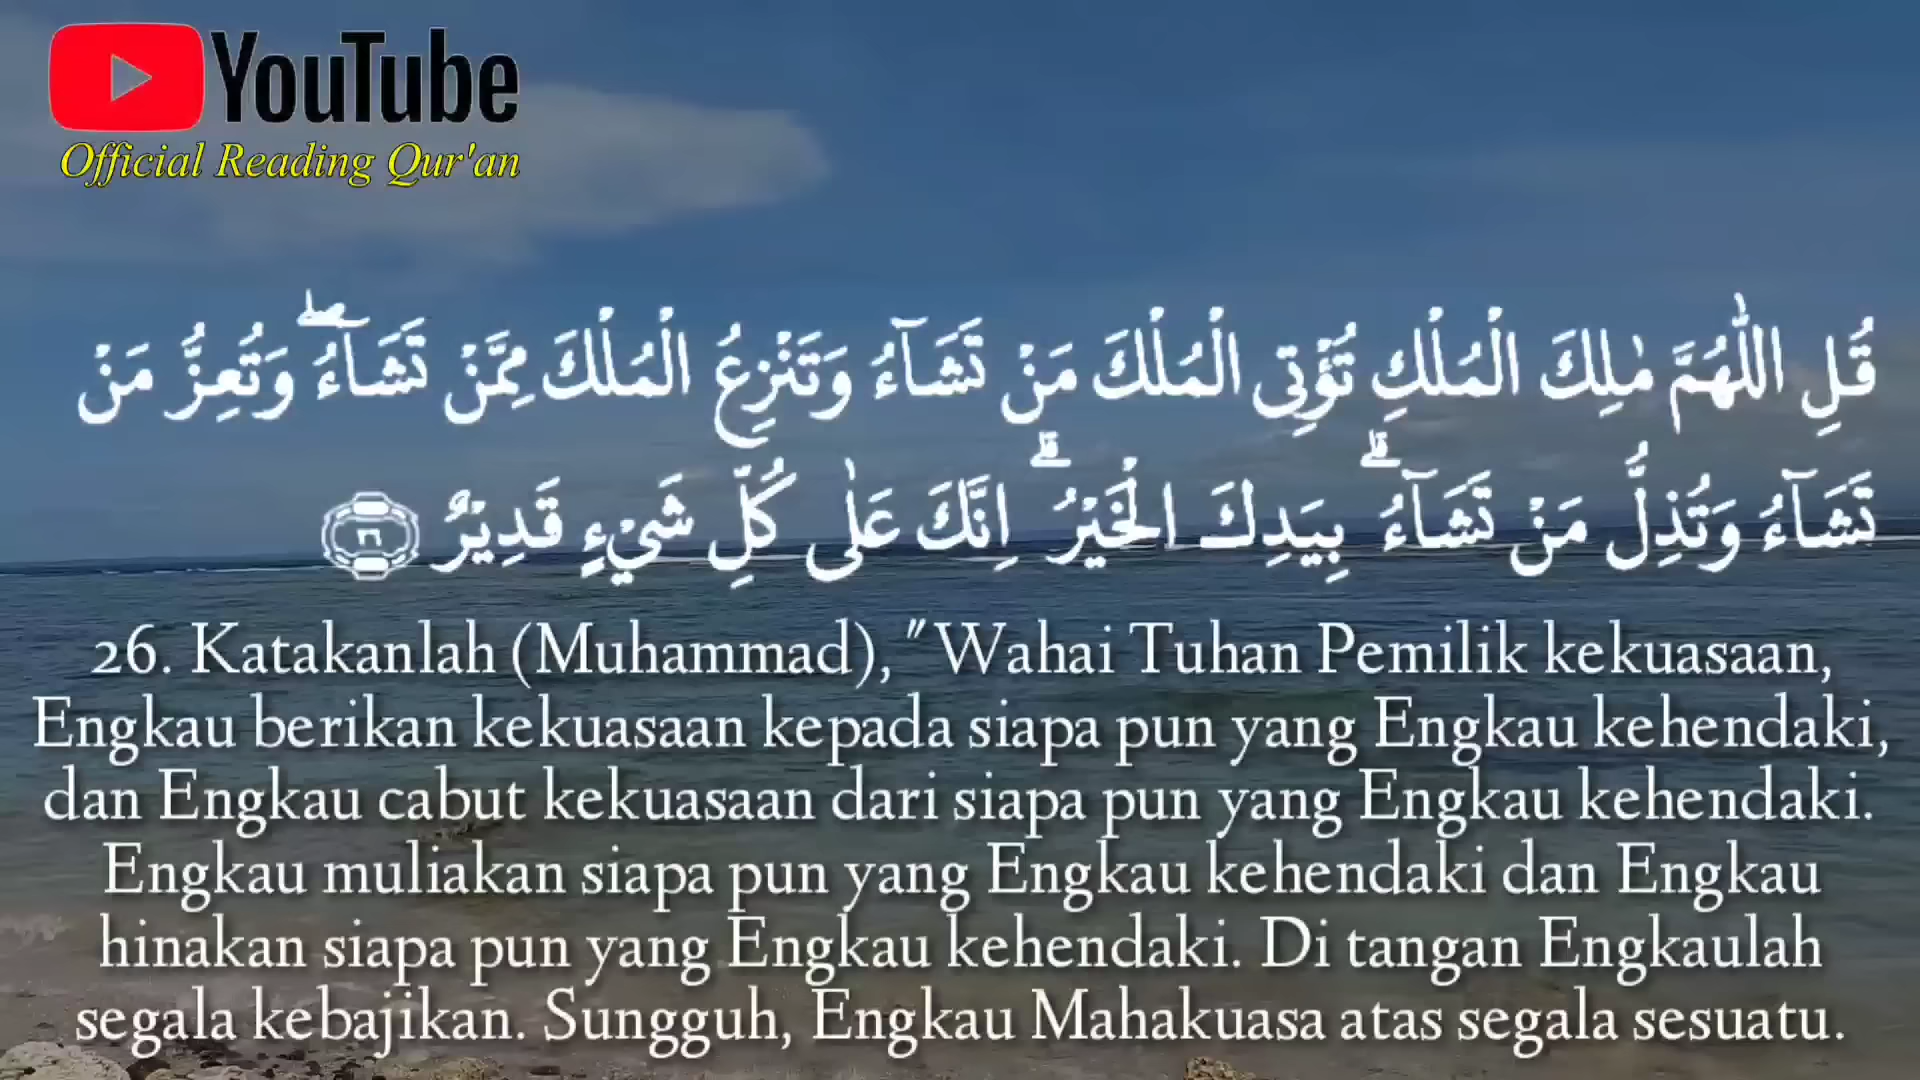 YouTube
Official Reading Qur'an
قُلِ اللّٰهُمَّ مٰلِكَ الْمُلْكِ تُؤْتِى الْمُلْكَ مَنْ تَشَاۤءُ وَتَنْزِعُ الْمُلْكَ مِمَّنْ تَشَاۤءُۖ وَتُعِزُّ مَنْ
تَشَاۤءُ وَتُذِلُّ مَنْ تَشَاۤءُۗ بِيَدِكَ الْخَيْرُۗ اِنَّكَ عَلٰى كُلِّ شَيْءٍ قَدِيْرٌ ٢٦
26. Katakanlah (Muhammad), "Wahai Tuhan Pemilik kekuasaan,
Engkau berikan kekuasaan kepada siapa pun yang Engkau kehendaki,
dan Engkau cabut kekuasaan dari siapa pun yang Engkau kehendaki.
Engkau muliakan siapa pun yang Engkau kehendaki dan Engkau
hinakan siapa pun yang Engkau kehendaki. Di tangan Engkaulah
segala kebajikan. Sungguh, Engkau Mahakuasa atas segala sesuatu.